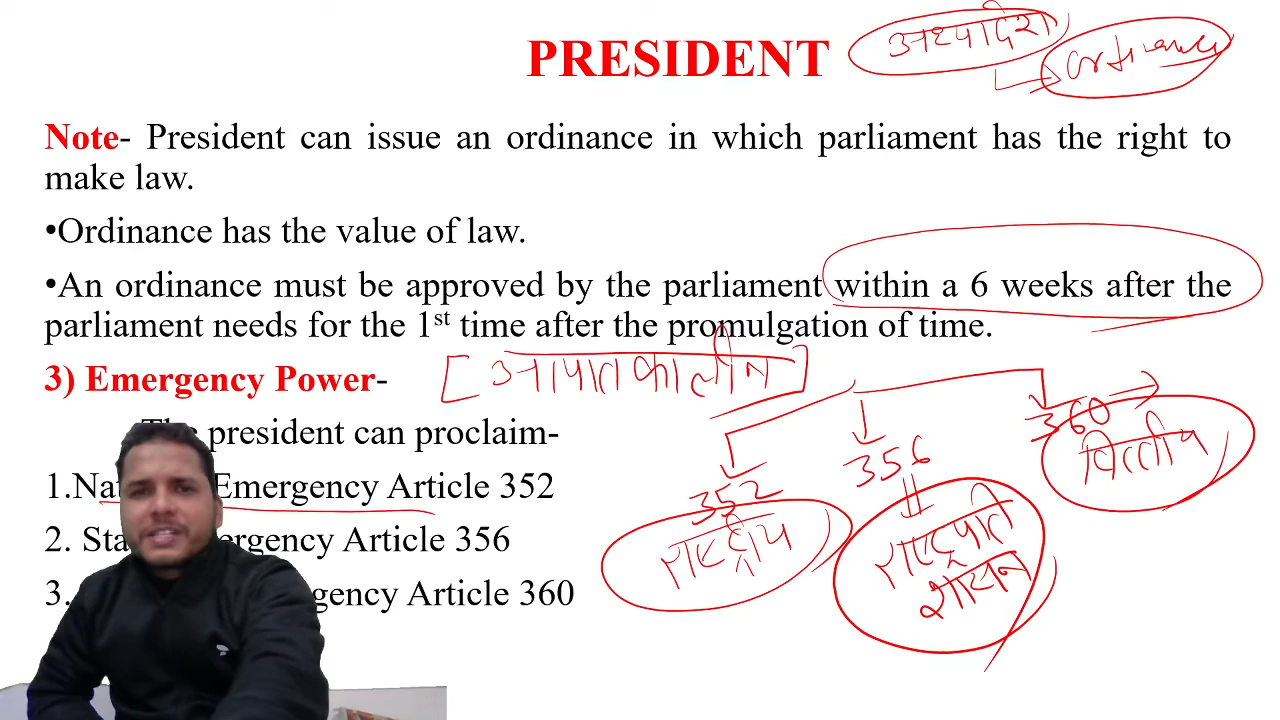 PRESIDENT
अध्यादेश
ordinance
Note- President can issue an ordinance in which parliament has the right to
make law.
•Ordinance has the value of law.
•An ordinance must be approved by the parliament within a 6 weeks after the
parliament needs for the 1st time after the promulgation of time.
3) Emergency Power-
[आपातकालीन]
president can proclaim-
352
356
360
राष्ट्रीय
राष्ट्रपति
शासन
वित्तीय
1. Emergency Article 352
2. Article 356
3. Article 360